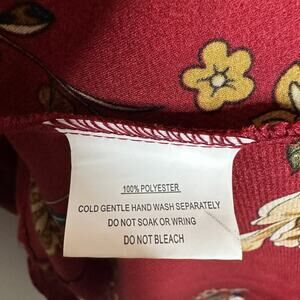 100% POLYESTER
COLD GENTLE HAND WASH SEPARATELY
DO NOT SOAK OR WRING
DO NOT BLEACH